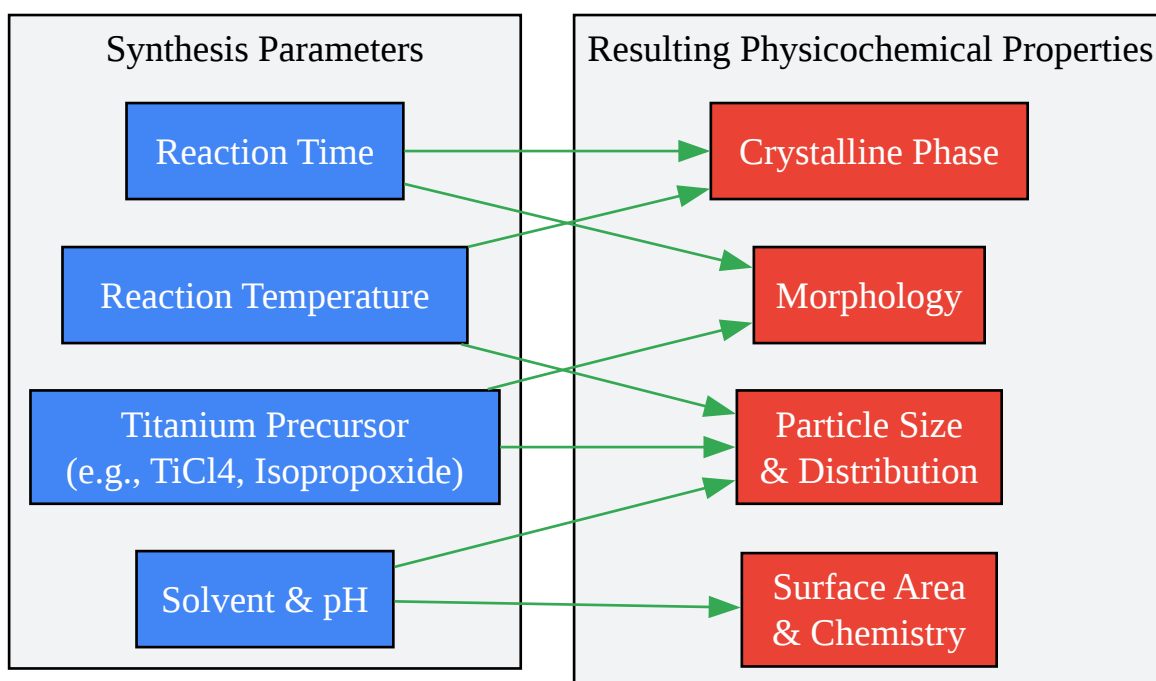 Synthesis Parameters
Reaction Time
Reaction Temperature
Titanium Precursor
(e.g., TiCl4, Isopropoxide)
Solvent & pH
Resulting Physicochemical Properties
Crystalline Phase
Morphology
Particle Size
& Distribution
Surface Area
& Chemistry